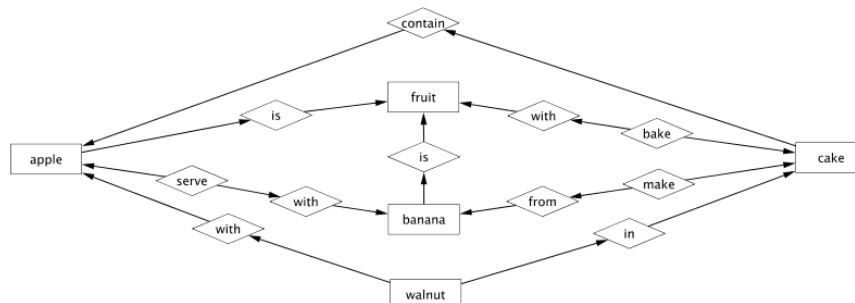 contain
fruit
is
with
bake
apple
is
cake
serve
make
with
from
banana
with
in
walnut